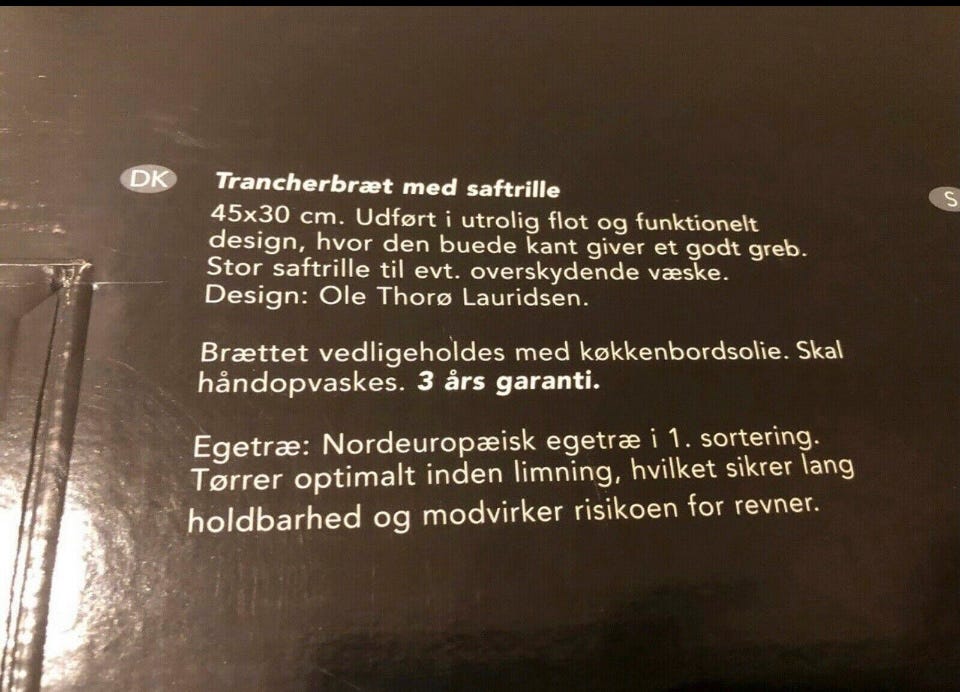 DK
Trancherbræt med saftrille
45x30 cm. Udført i utrolig flot og funktionelt
design, hvor den buede kant giver et godt greb.
Stor saftrille til evt. overskydende væske.
Design: Ole Thorø Lauridsen.
Brættet vedligeholdes med køkkenbordsolie. Skal
håndopvaskes. 3 års garanti.
Egetræ: Nordeuropæisk egetræ i 1. sortering.
Tørrer optimalt inden limning, hvilket sikrer lang
holdbarhed og modvirker risikoen for revner.
S